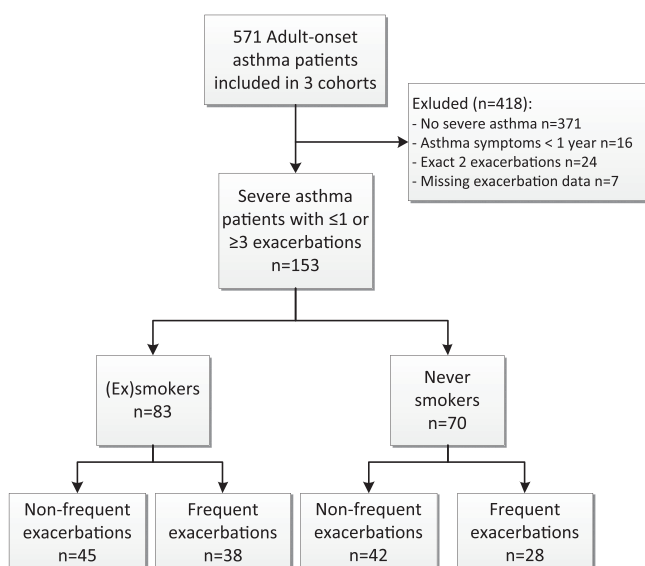 571 Adult-onset
asthma patients
included in 3 cohorts
Exluded (n=418):
- No severe asthma n=371
- Asthma symptoms < 1 year n=16
- Exact 2 exacerbations n=24
- Missing exacerbation data n=7
Severe asthma
patients with ≤1 or
≥3 exacerbations
n=153
(Ex)smokers
n=83
Never
smokers
n=70
Non-frequent
exacerbations
n=45
Frequent
exacerbations
n=38
Non-frequent
exacerbations
n=42
Frequent
exacerbations
n=28